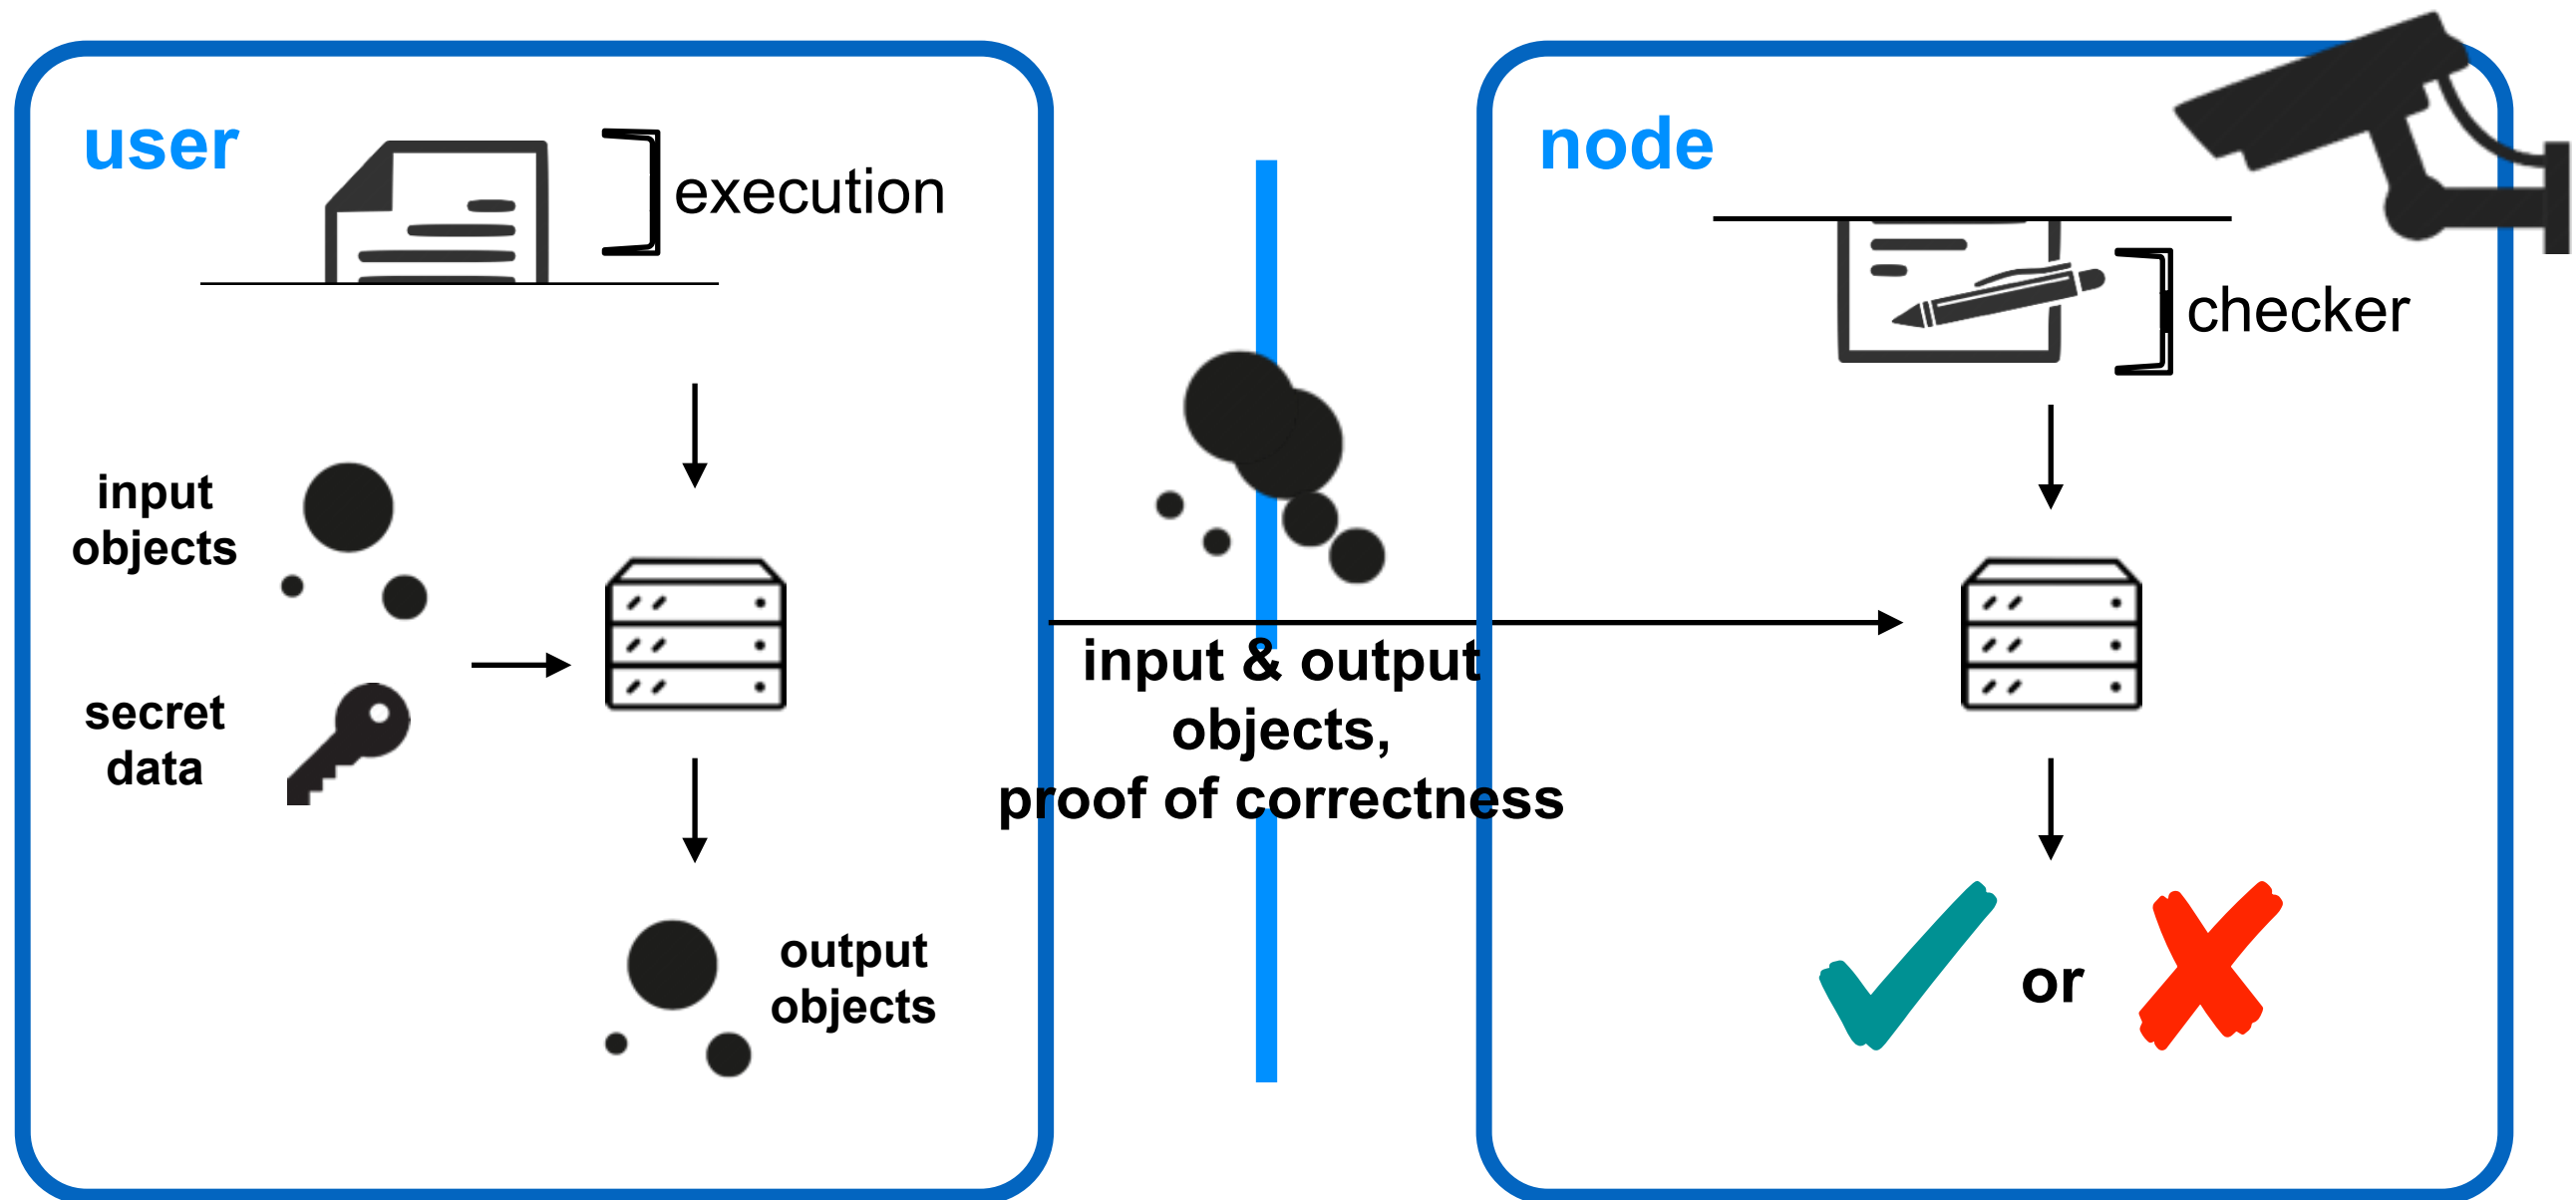 user
execution
input
objects
secret
data
output
objects
input & output
objects,
proof of correctness
node
checker
or